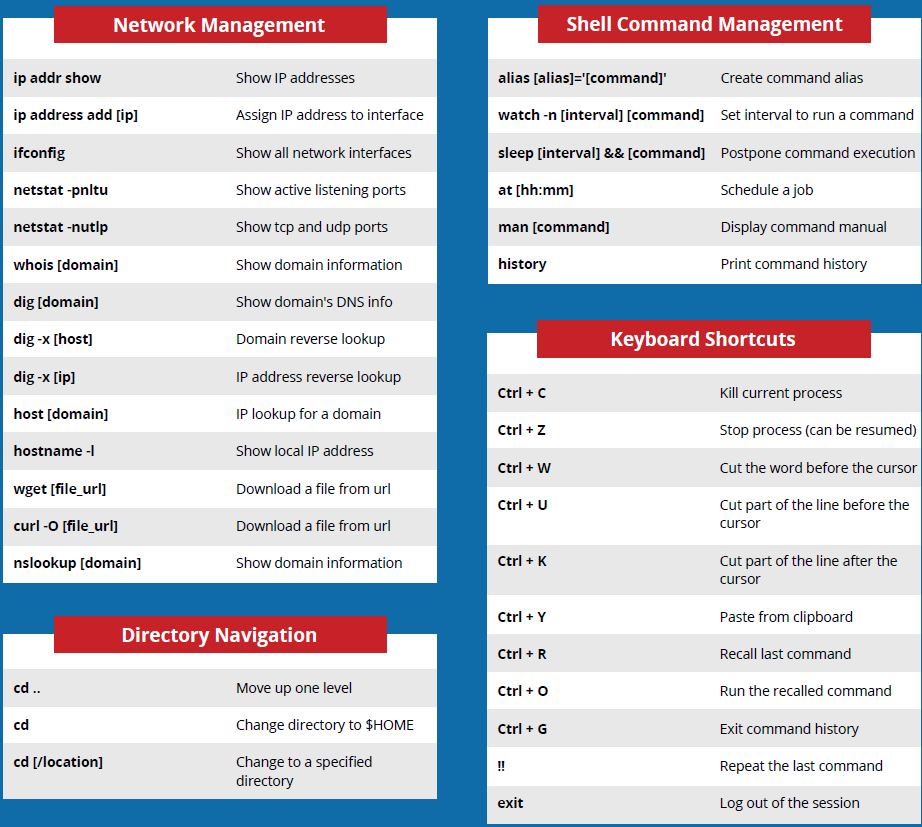 Network Management
ip addr show Show IP addresses
ip address add [ip] Assign IP address to interface
ifconfig Show all network interfaces
netstat -pnltu Show active listening ports
netstat -nutlp Show tcp and udp ports
whois [domain] Show domain information
dig [domain] Show domain's DNS info
dig -x [host] Domain reverse lookup
dig -x [ip] IP address reverse lookup
host [domain] IP lookup for a domain
hostname -l Show local IP address
wget [file_url] Download a file from url
curl -O [file_url] Download a file from url
nslookup [domain] Show domain information
Directory Navigation
cd .. Move up one level
cd Change directory to $HOME
cd [/location] Change to a specified
directory
Shell Command Management
alias [alias]='[command]' Create command alias
watch -n [interval] [command] Set interval to run a command
sleep [interval] && [command] Postpone command execution
at [hh:mm] Schedule a job
man [command] Display command manual
history Print command history
Keyboard Shortcuts
Ctrl + C Kill current process
Ctrl + Z Stop process (can be resumed)
Ctrl + W Cut the word before the cursor
Ctrl + U Cut part of the line before the
cursor
Ctrl + K Cut part of the line after the
cursor
Ctrl + Y Paste from clipboard
Ctrl + R Recall last command
Ctrl + O Run the recalled command
Ctrl + G Exit command history
!! Repeat the last command
exit Log out of the session